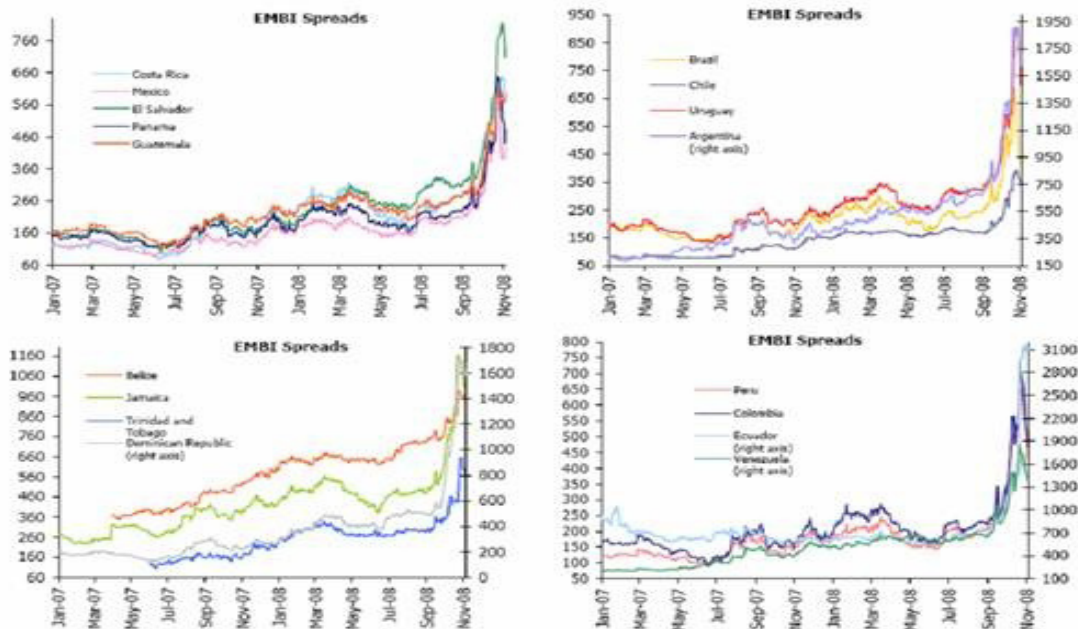 EMBI Spreads
760
660
560
460
360
260
160
60
Costa Rica
Mexico
El Salvador
Panama
Guatemala
Jan-07
Mar-07
May-07
Jul-07
Sep-07
Nov-07
Jan-08
Mar-08
May-08
Jul-08
Sep-08
Nov-08
EMBI Spreads
950
850
750
650
550
450
350
250
150
50
Brazil
Chile
Uruguay
Argentina
(right axis)
1950
1750
1550
1350
1150
950
750
550
350
150
Jan-07
Mar-07
May-07
Jul-07
Sep-07
Nov-07
Jan-08
Mar-08
May-08
Jul-08
Sep-08
Nov-08
EMBI Spreads
1160
1060
960
860
760
660
560
460
360
260
160
60
Belize
Jamaica
Trinidad and
Tobago
Dominican Republic
(right axis)
1800
1600
1400
1200
1000
800
600
400
200
0
Jan-07
Mar-07
May-07
Jul-07
Sep-07
Nov-07
Jan-08
Mar-08
May-08
Jul-08
Sep-08
Nov-08
EMBI Spreads
800
750
700
650
600
550
500
450
400
350
300
250
200
150
100
50
Peru
Colombia
Ecuador
(right axis)
Venezuela
(right axis)
3100
2800
2500
2200
1900
1600
1300
1000
700
400
100
Jan-07
Mar-07
May-07
Jul-07
Sep-07
Nov-07
Jan-08
Mar-08
May-08
Jul-08
Sep-08
Nov-08